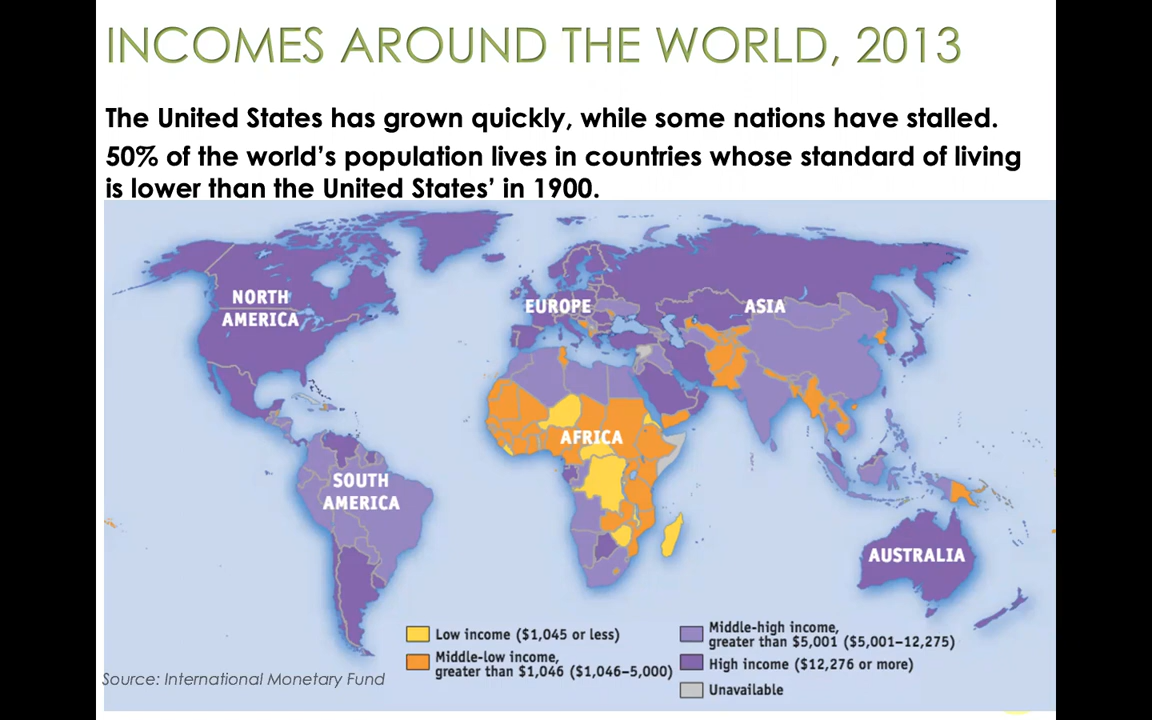 INCOMES AROUND THE WORLD, 2013
The United States has grown quickly, while some nations have stalled.
50% of the world’s population lives in countries whose standard of living
is lower than the United States’ in 1900.
NORTH
AMERICA
EUROPE
ASIA
AFRICA
SOUTH
AMERICA
AUSTRALIA
Low income ($1,045 or less)
Middle-low income,
greater than $1,046 ($1,046–5,000)
Middle-high income,
greater than $5,001 ($5,001–12,275)
High income ($12,276 or more)
Unavailable
Source: International Monetary Fund